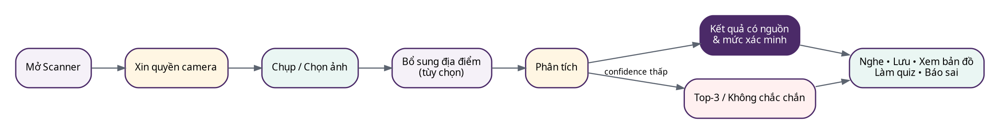 Mở Scanner
Xin quyền camera
Chụp / Chọn ảnh
Bổ sung địa điểm
(tùy chọn)
Phân tích
confidence thấp
Kết quả có nguồn
& mức xác minh
Top-3 / Không chắc chắn
Nghe • Lưu • Xem bản đồ
Làm quiz • Báo sai